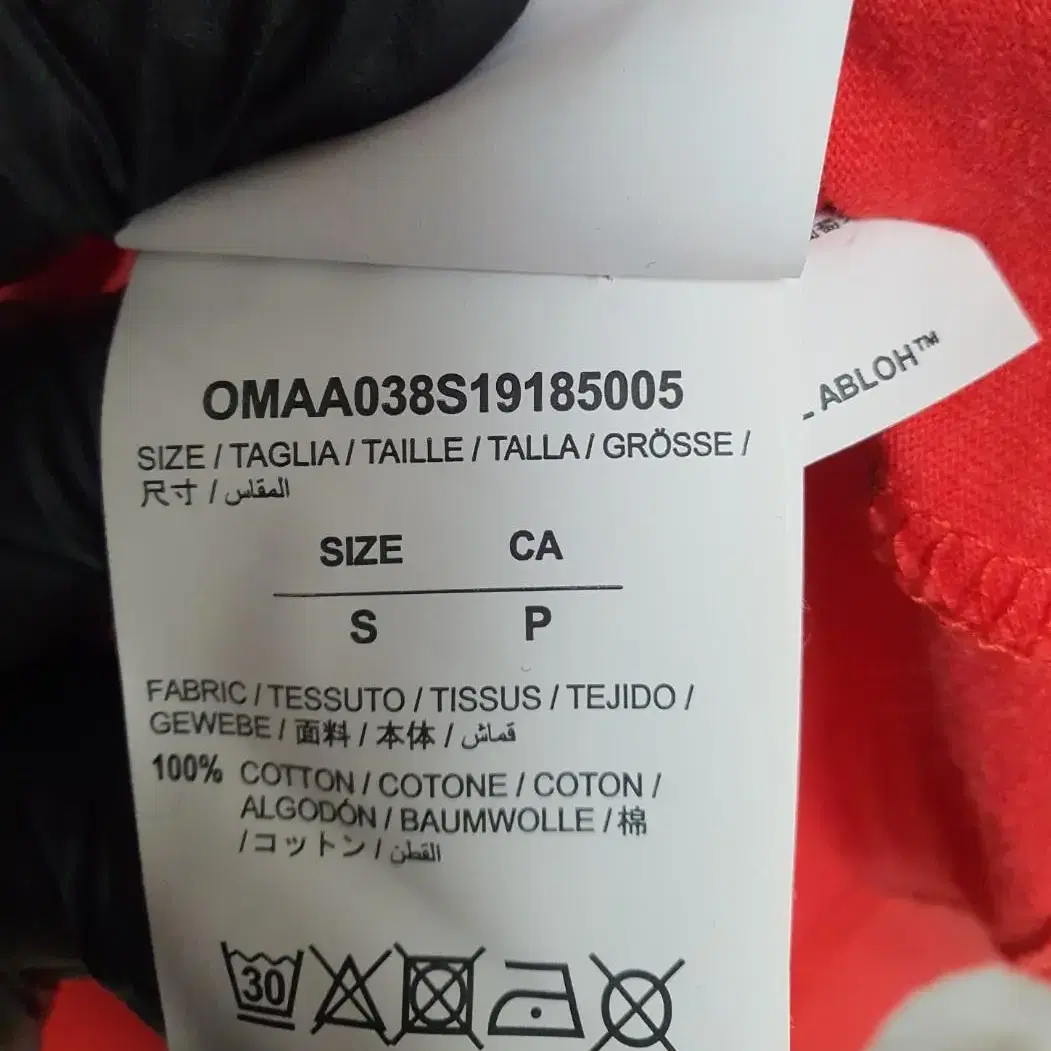 OMAA038S19185005
SIZE / TAGLIA / TAILLE / TALLA / GRÖSSE /
尺寸 / المقاس
SIZE CA
S P
FABRIC / TESSUTO / TISSUS / TEJIDO /
GEWEBE / 面料 / 本体 / قماش
100% COTTON / COTONE / COTON /
ALGODÓN / BAUMWOLLE / 棉
/ コットン / القطن
30
ABLOH™